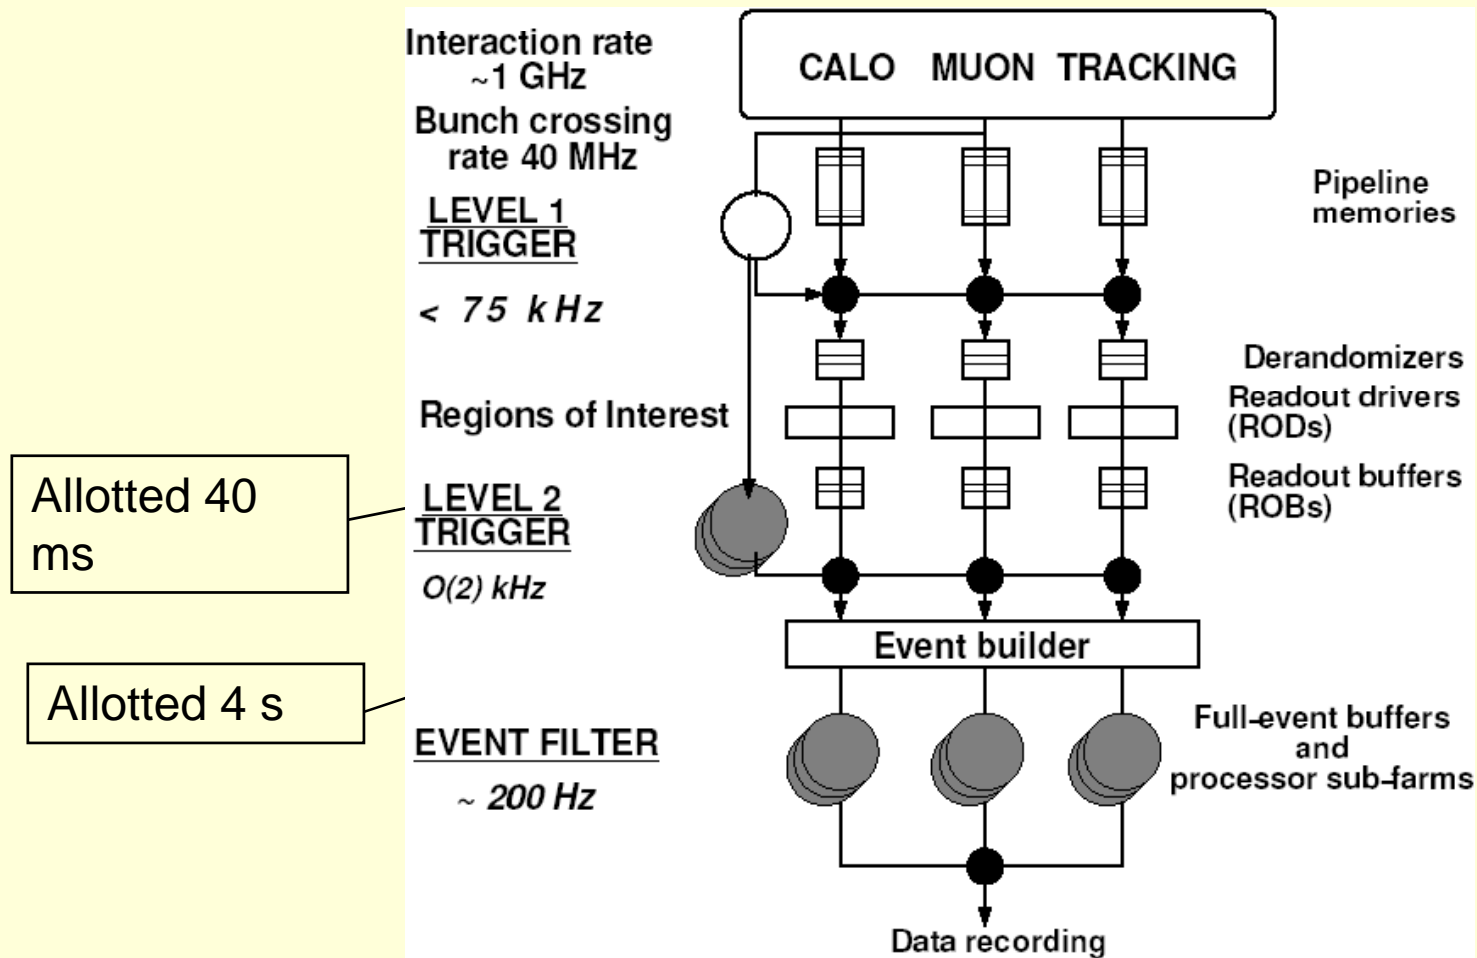 Interaction rate
~1 GHz
Bunch crossing
rate 40 MHz
CALO MUON TRACKING
LEVEL 1
TRIGGER
< 75 kHz
Pipeline
memories
Derandomizers
Regions of Interest
Readout drivers
(RODs)
Allotted 40
ms
LEVEL 2
TRIGGER
O(2) kHz
Readout buffers
(ROBs)
Event builder
Allotted 4 s
EVENT FILTER
~ 200 Hz
Full-event buffers
and
processor sub-farms
Data recording